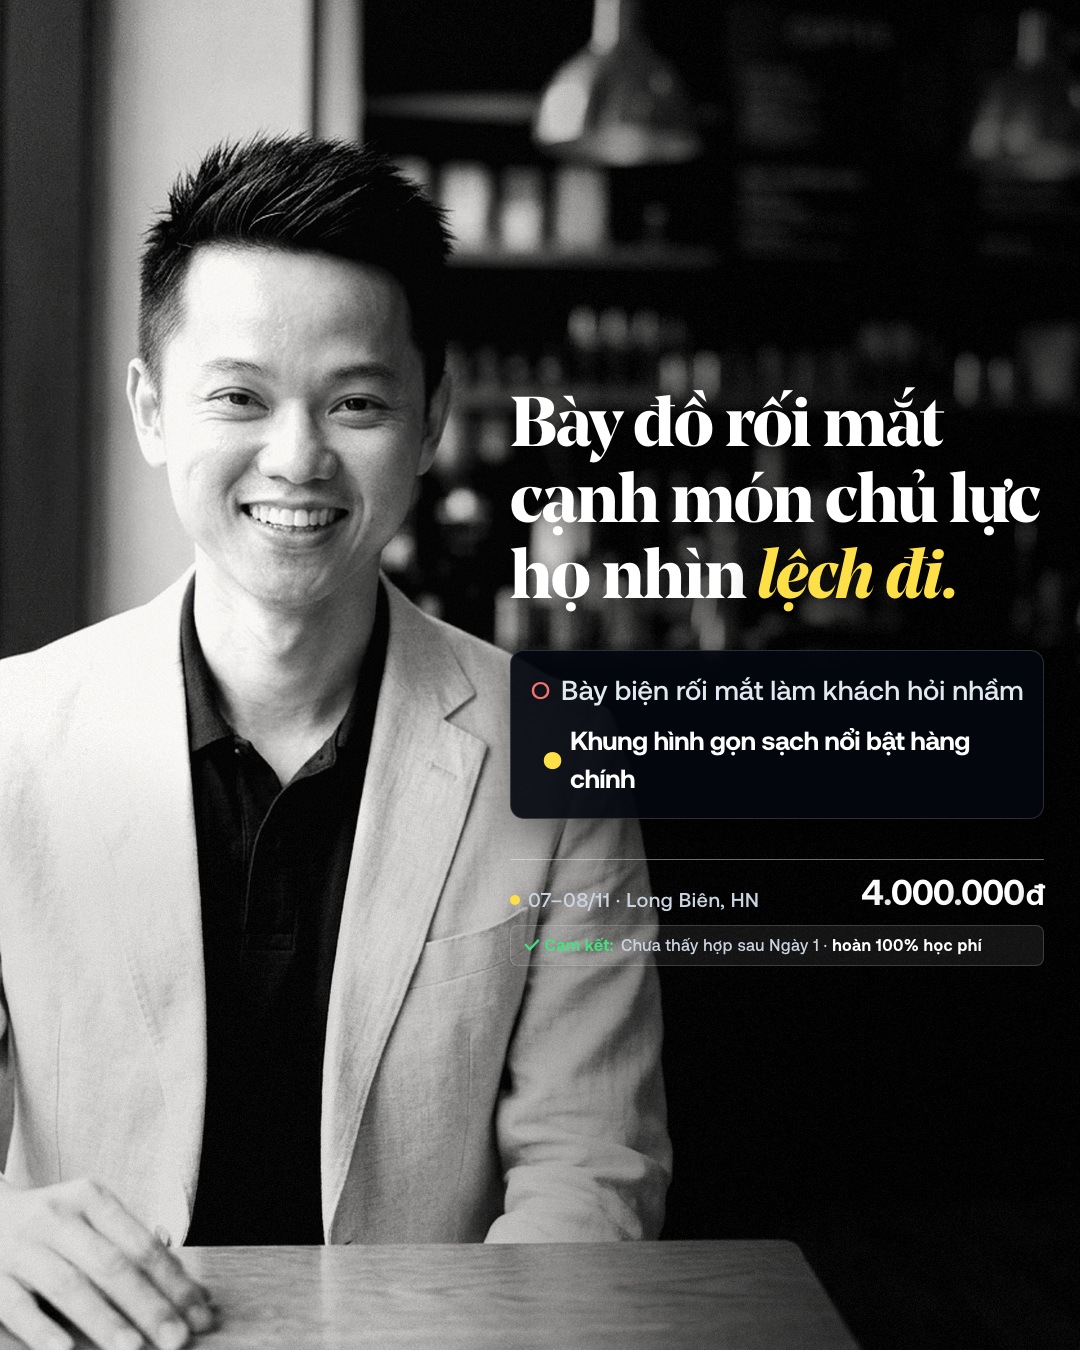 Bày đồ rối mắt
cạnh món chủ lực
họ nhìn lệch đi.
Bày biện rối mắt làm khách hỏi nhầm
Khung hình gọn sạch nổi bật hàng
chính
07–08/11 · Long Biên, HN
4.000.000đ
Cam kết: Chưa thấy hợp sau Ngày 1 · hoàn 100% học phí